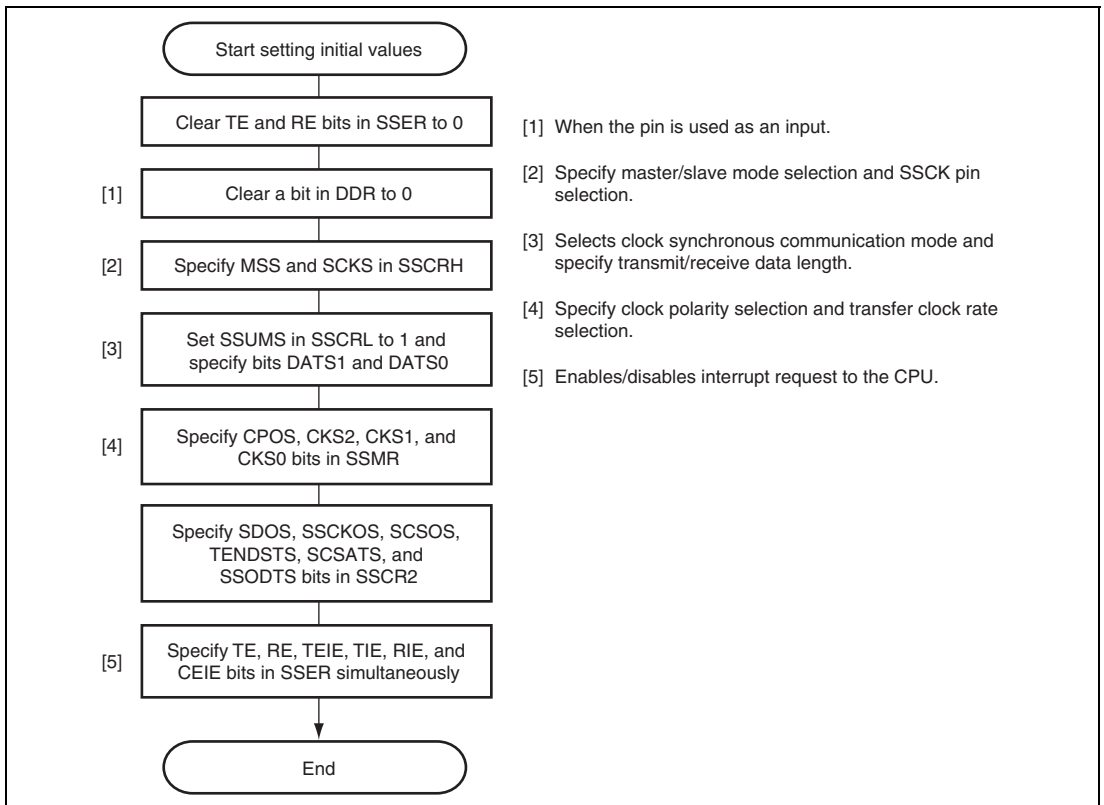 Start setting initial values
Clear TE and RE bits in SSER to 0
[1]
Clear a bit in DDR to 0
[2]
Specify MSS and SCKS in SSCRH
[3]
Set SSUMS in SSCRL to 1 and
specify bits DATS1 and DATS0
[4]
Specify CPOS, CKS2, CKS1, and
CKS0 bits in SSMR
Specify SDOS, SSCKOS, SCSOS,
TENDSTS, SCSATS, and
SSODTS bits in SSCR2
[5]
Specify TE, RE, TEIE, TIE, RIE, and
CEIE bits in SSER simultaneously
End
[1] When the pin is used as an input.
[2] Specify master/slave mode selection and SSCK pin
selection.
[3] Selects clock synchronous communication mode and
specify transmit/receive data length.
[4] Specify clock polarity selection and transfer clock rate
selection.
[5] Enables/disables interrupt request to the CPU.